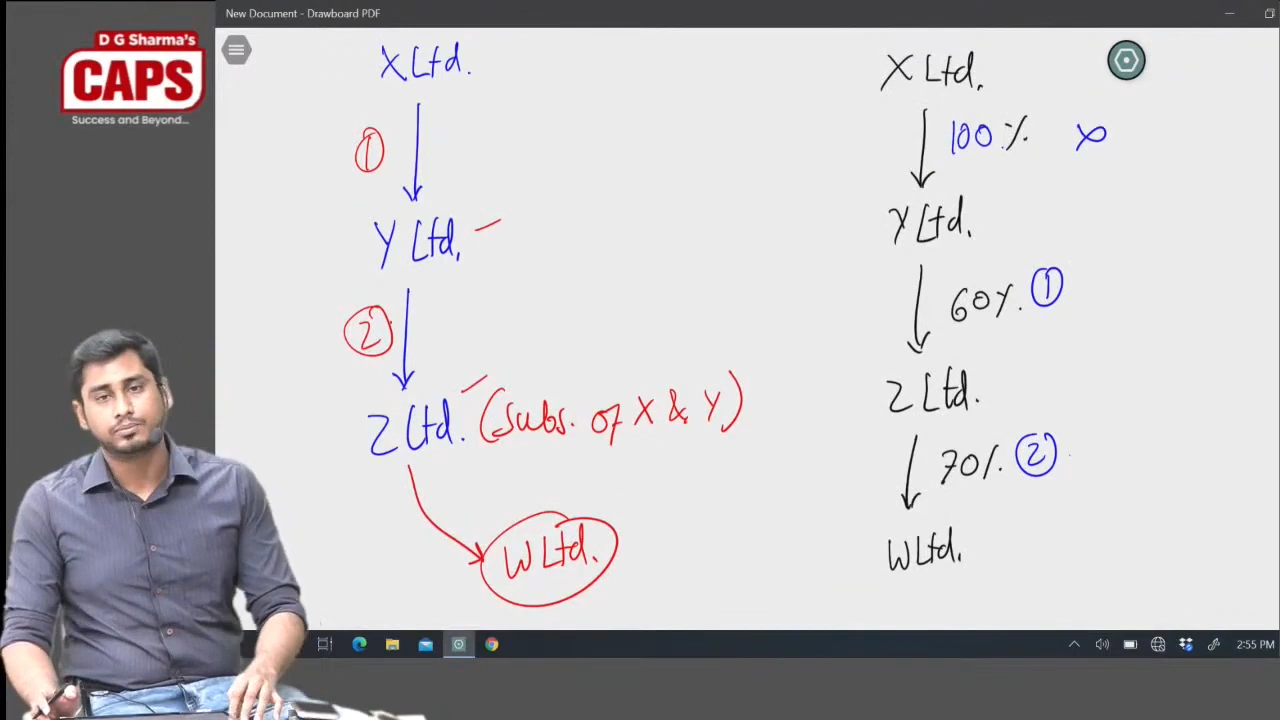 New Document - Drawboard PDF
D G Sharma's
CAPS
Success and Beyond...
X Ltd.
①
Y Ltd.
②
Z Ltd. (Subs. of X & Y)
W Ltd.
X Ltd.
100%
Y Ltd.
60% ①
Z Ltd.
70% ②
W Ltd.
2:55 PM